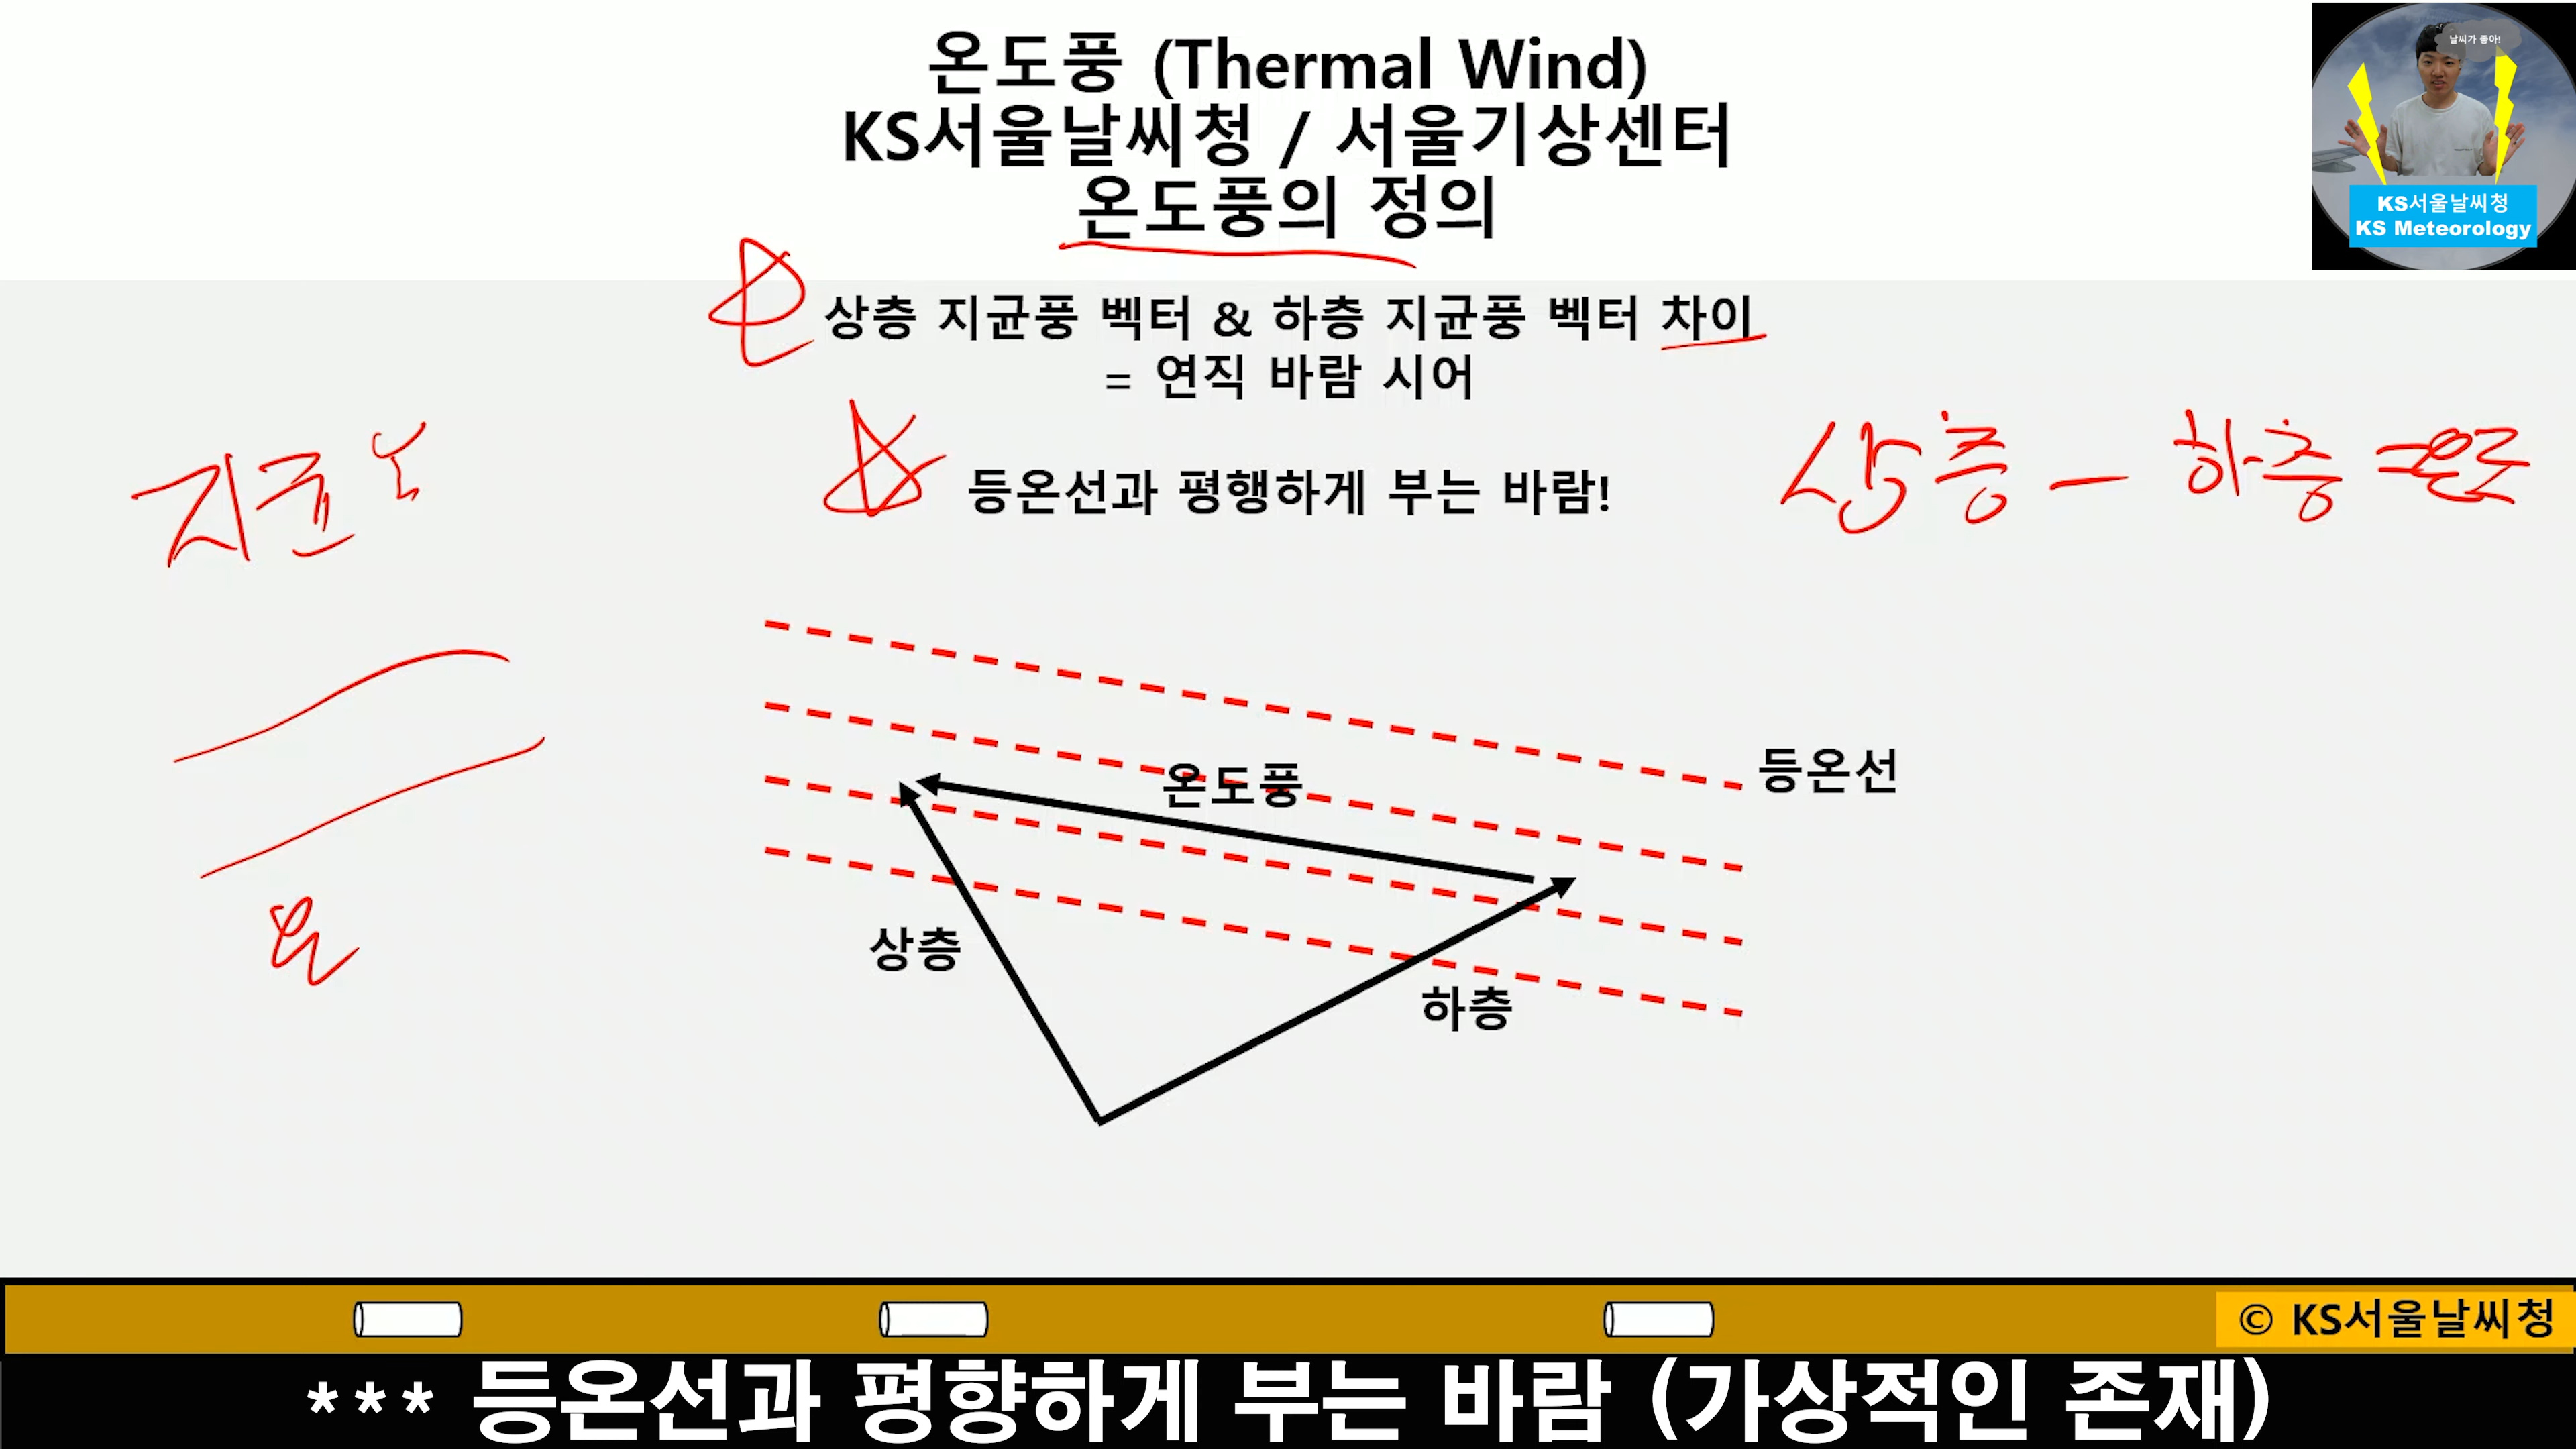 온도풍 (Thermal Wind)
KS서울날씨청 / 서울기상센터
온도풍의 정의
날씨가 좋아!
KS서울날씨청
KS Meteorology
상층 지균풍 벡터 & 하층 지균풍 벡터 차이
= 연직 바람 시어
등온선과 평행하게 부는 바람!
지균
상층 - 하층 =온도
등온선
온도풍
상층
하층
온
© KS서울날씨청
*** 등온선과 평향하게 부는 바람 (가상적인 존재)